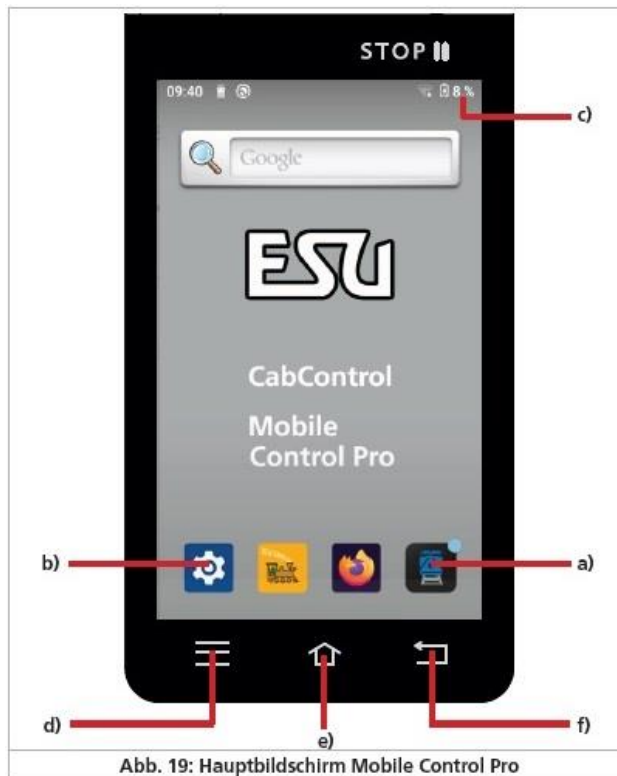 STOP
09:40
8 %
c)
Google
ESU
CabControl
Mobile
Control Pro
b)
a)
d)
e)
f)
Abb. 19: Hauptbildschirm Mobile Control Pro